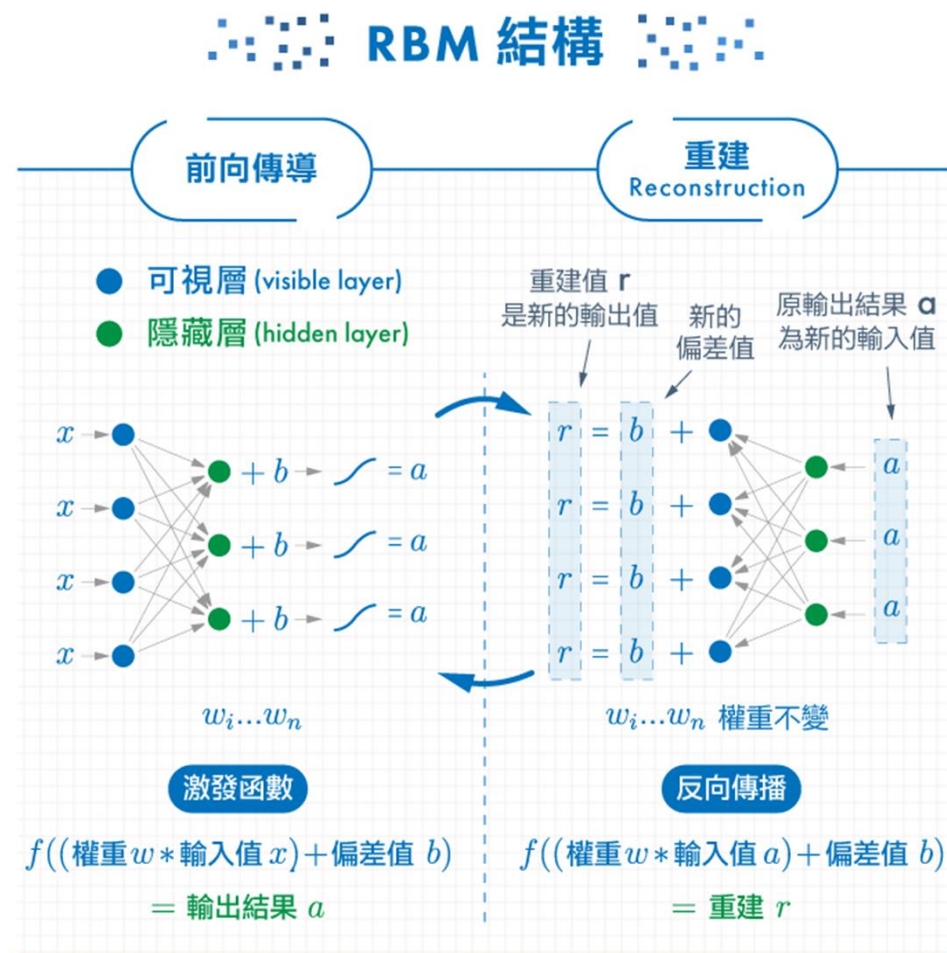 RBM 結構
前向傳導
可視層 (visible layer)
隱藏層 (hidden layer)
x
x
x
x
+ b = a
+ b = a
+ b = a
w_i...w_n
激發函數
f((權重 w * 輸入值 x) + 偏差值 b)
= 輸出結果 a
重建
Reconstruction
重建值 r
是新的輸出值
新的
偏差值
原輸出結果 a
為新的輸入值
r = b +
r = b +
r = b +
r = b +
a
a
a
w_i...w_n 權重不變
反向傳播
f((權重 w * 輸入值 a) + 偏差值 b)
= 重建 r